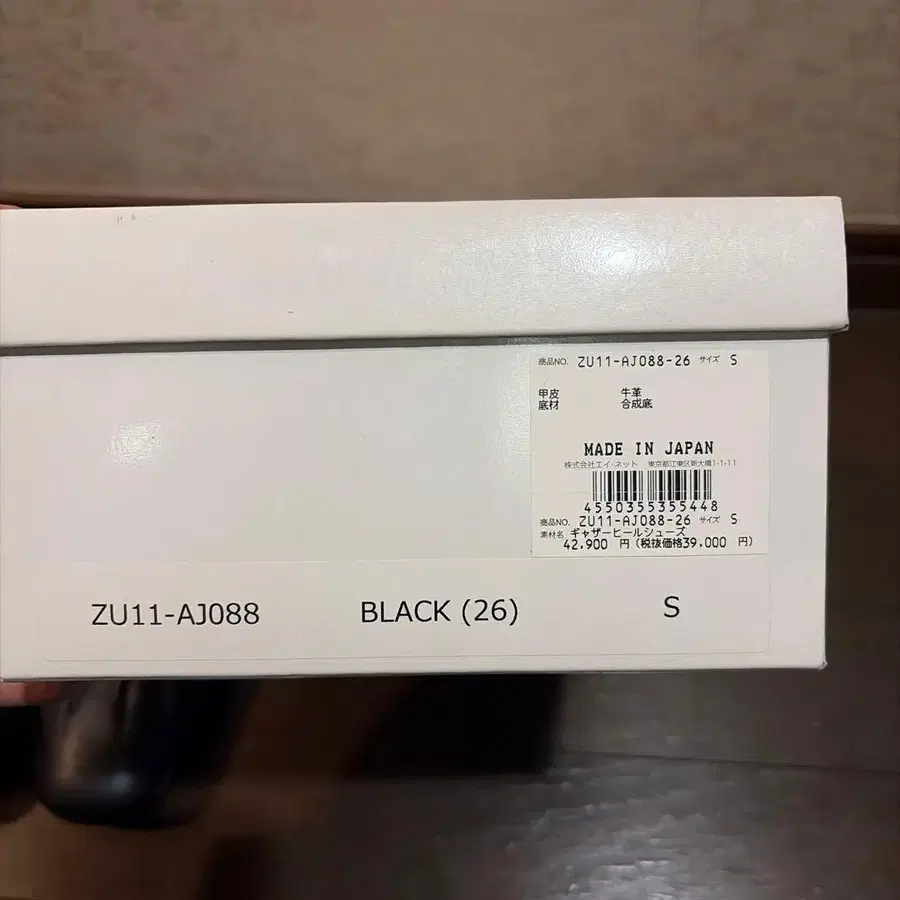 商品NO. ZU11-AJ088-26 サイズ S
甲皮 牛革
底材 合成底
MADE IN JAPAN
株式会社エイ・ネット 東京都江東区新大橋1-1-11
4550355355448
商品NO. ZU11-AJ088-26 サイズ S
素材名 ギャザーヒールシューズ
42,900 円(税抜価格39,000 円)
ZU11-AJ088 BLACK (26) S